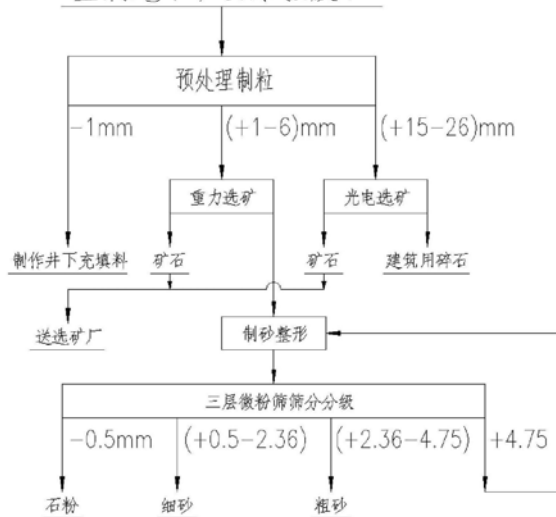 预处理制粒
-1mm
(+1-6)mm
(+15-26)mm
重力选矿
光电选矿
制作井下充填料
矿石
矿石
建筑用碎石
送选矿厂
制砂整形
三层微粉筛筛分分级
-0.5mm
(+0.5-2.36)
(+2.36-4.75)
+4.75
石粉
细砂
粗砂